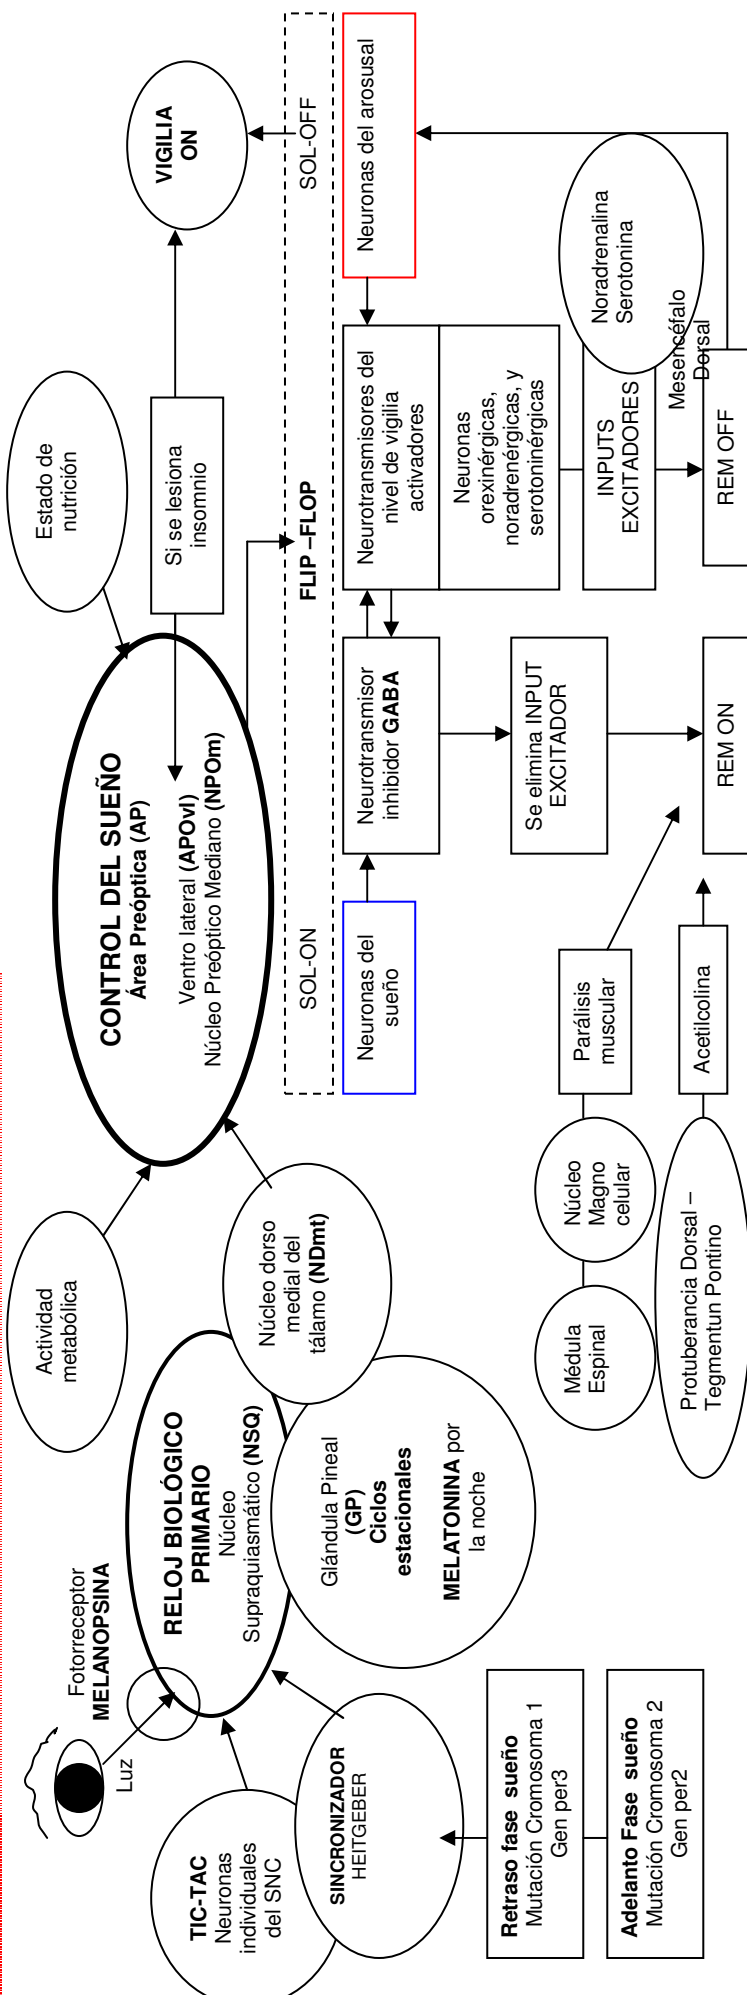 Fotorreceptor
MELANOPSINA
Luz
TIC-TAC
Neuronas
individuales
del SNC
SINCRONIZADOR
HEITGEBER
Retraso fase sueño
Mutación Cromosoma 1
Gen per3
Adelanto Fase sueño
Mutación Cromosoma 2
Gen per2
RELOJ BIOLÓGICO
PRIMARIO
Núcleo
Supraquiasmático (NSQ)
Glándula Pineal
(GP)
Ciclos
estacionales
MELATONINA por
la noche
Actividad
metabólica
Núcleo dorso
medial del
tálamo (NDmt)
CONTROL DEL SUEÑO
Área Preóptica (AP)
Ventro lateral (APOvl)
Núcleo Preóptico Mediano (NPOm)
Estado de
nutrición
Si se lesiona
insomnio
VIGILIA
ON
SOL-ON
FLIP –FLOP
SOL-OFF
Neuronas del
sueño
Neurotransmisor
inhibidor GABA
Neurotransmisores del
nivel de vigilia
activadores
Neuronas
orexinérgicas,
noradrenérgicas, y
serotoninérgicas
Neuronas del arosusal
Se elimina INPUT
EXCITADOR
INPUTS
EXCITADORES
Noradrenalina
Serotonina
Mesencéfalo
Dorsal
Médula
Espinal
Núcleo
Magno
celular
Parálisis
muscular
Protuberancia Dorsal –
Tegmentun Pontino
Acetilcolina
REM ON
REM OFF